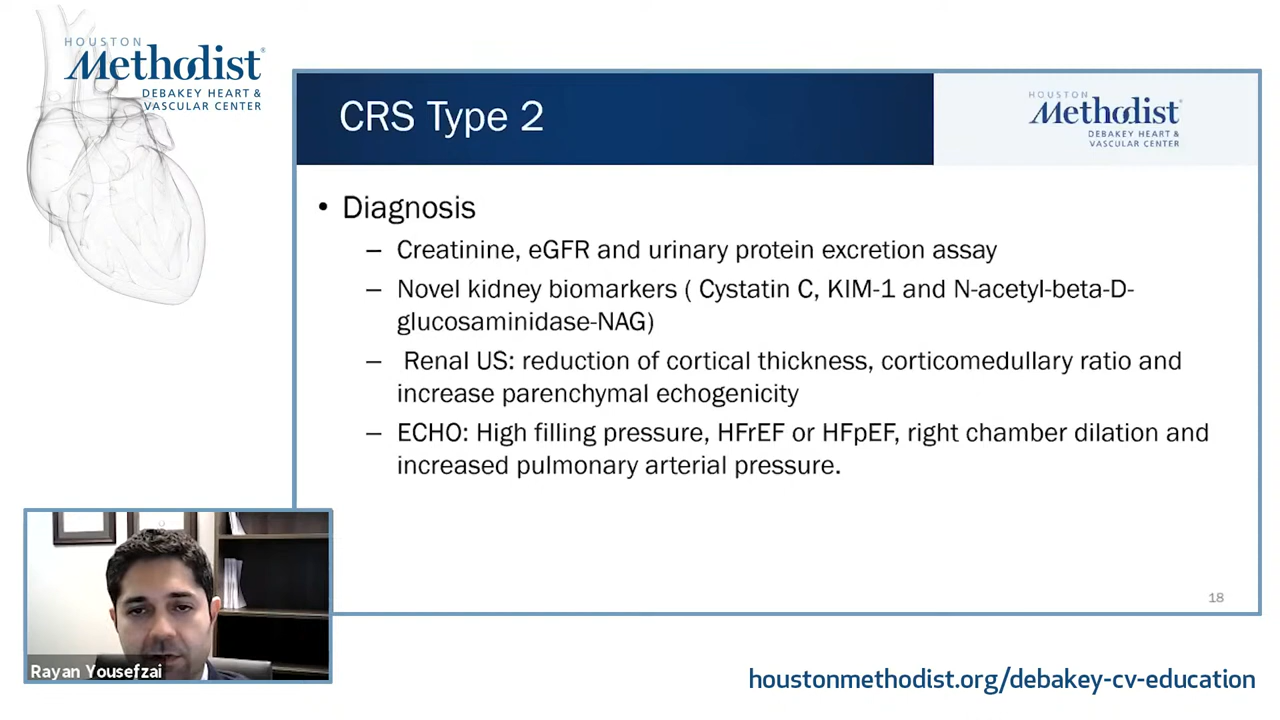 HOUSTON
Methodist®
DEBAKEY HEART &
VASCULAR CENTER
CRS Type 2
HOUSTON
Methodist®
DEBAKEY HEART &
VASCULAR CENTER
• Diagnosis
– Creatinine, eGFR and urinary protein excretion assay
– Novel kidney biomarkers ( Cystatin C, KIM-1 and N-acetyl-beta-D-
glucosaminidase-NAG)
– Renal US: reduction of cortical thickness, corticomedullary ratio and
increase parenchymal echogenicity
– ECHO: High filling pressure, HFrEF or HFpEF, right chamber dilation and
increased pulmonary arterial pressure.
18
Rayan Yousefzai
houstonmethodist.org/debakey-cv-education